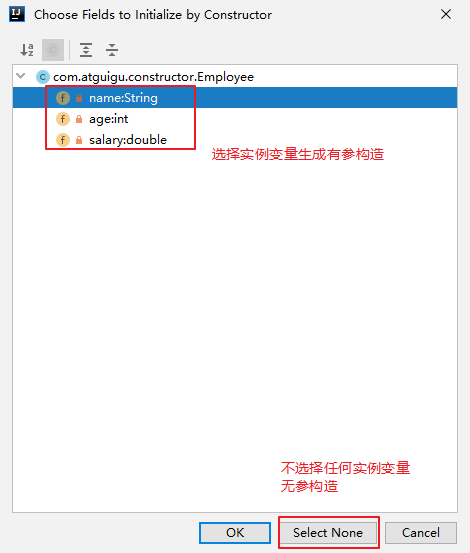 Choose Fields to Initialize by Constructor
com.atguigu.constructor.Employee
name:String
age:int
salary:double
选择实例变量生成有参构造
不选择任何实例变量
无参构造
OK
Select None
Cancel